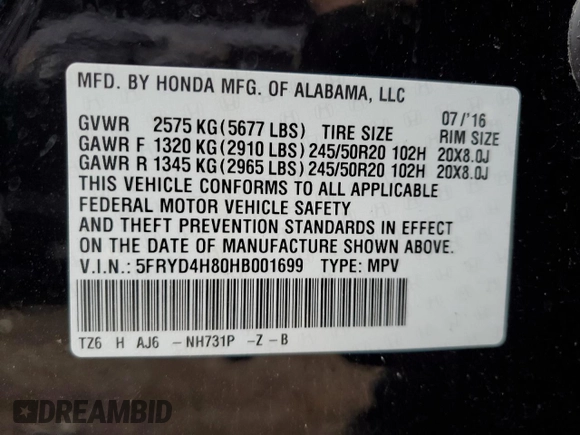 MFD. BY HONDA MFG. OF ALABAMA, LLC
07/'16
GVWR 2575 KG(5677 LBS) TIRE SIZE RIM SIZE
GAWR F 1320 KG(2910 LBS) 245/50R20 102H 20X8.0J
GAWR R 1345 KG(2965 LBS) 245/50R20 102H 20X8.0J
THIS VEHICLE CONFORMS TO ALL APPLICABLE
FEDERAL MOTOR VEHICLE SAFETY
AND THEFT PREVENTION STANDARDS IN EFFECT
ON THE DATE OF MANUFACTURE SHOWN ABOVE.
V.I.N.: 5FRYD4H80HB001699 TYPE: MPV
TZ6 H AJ6 -NH731P -Z -B
DREAMBID